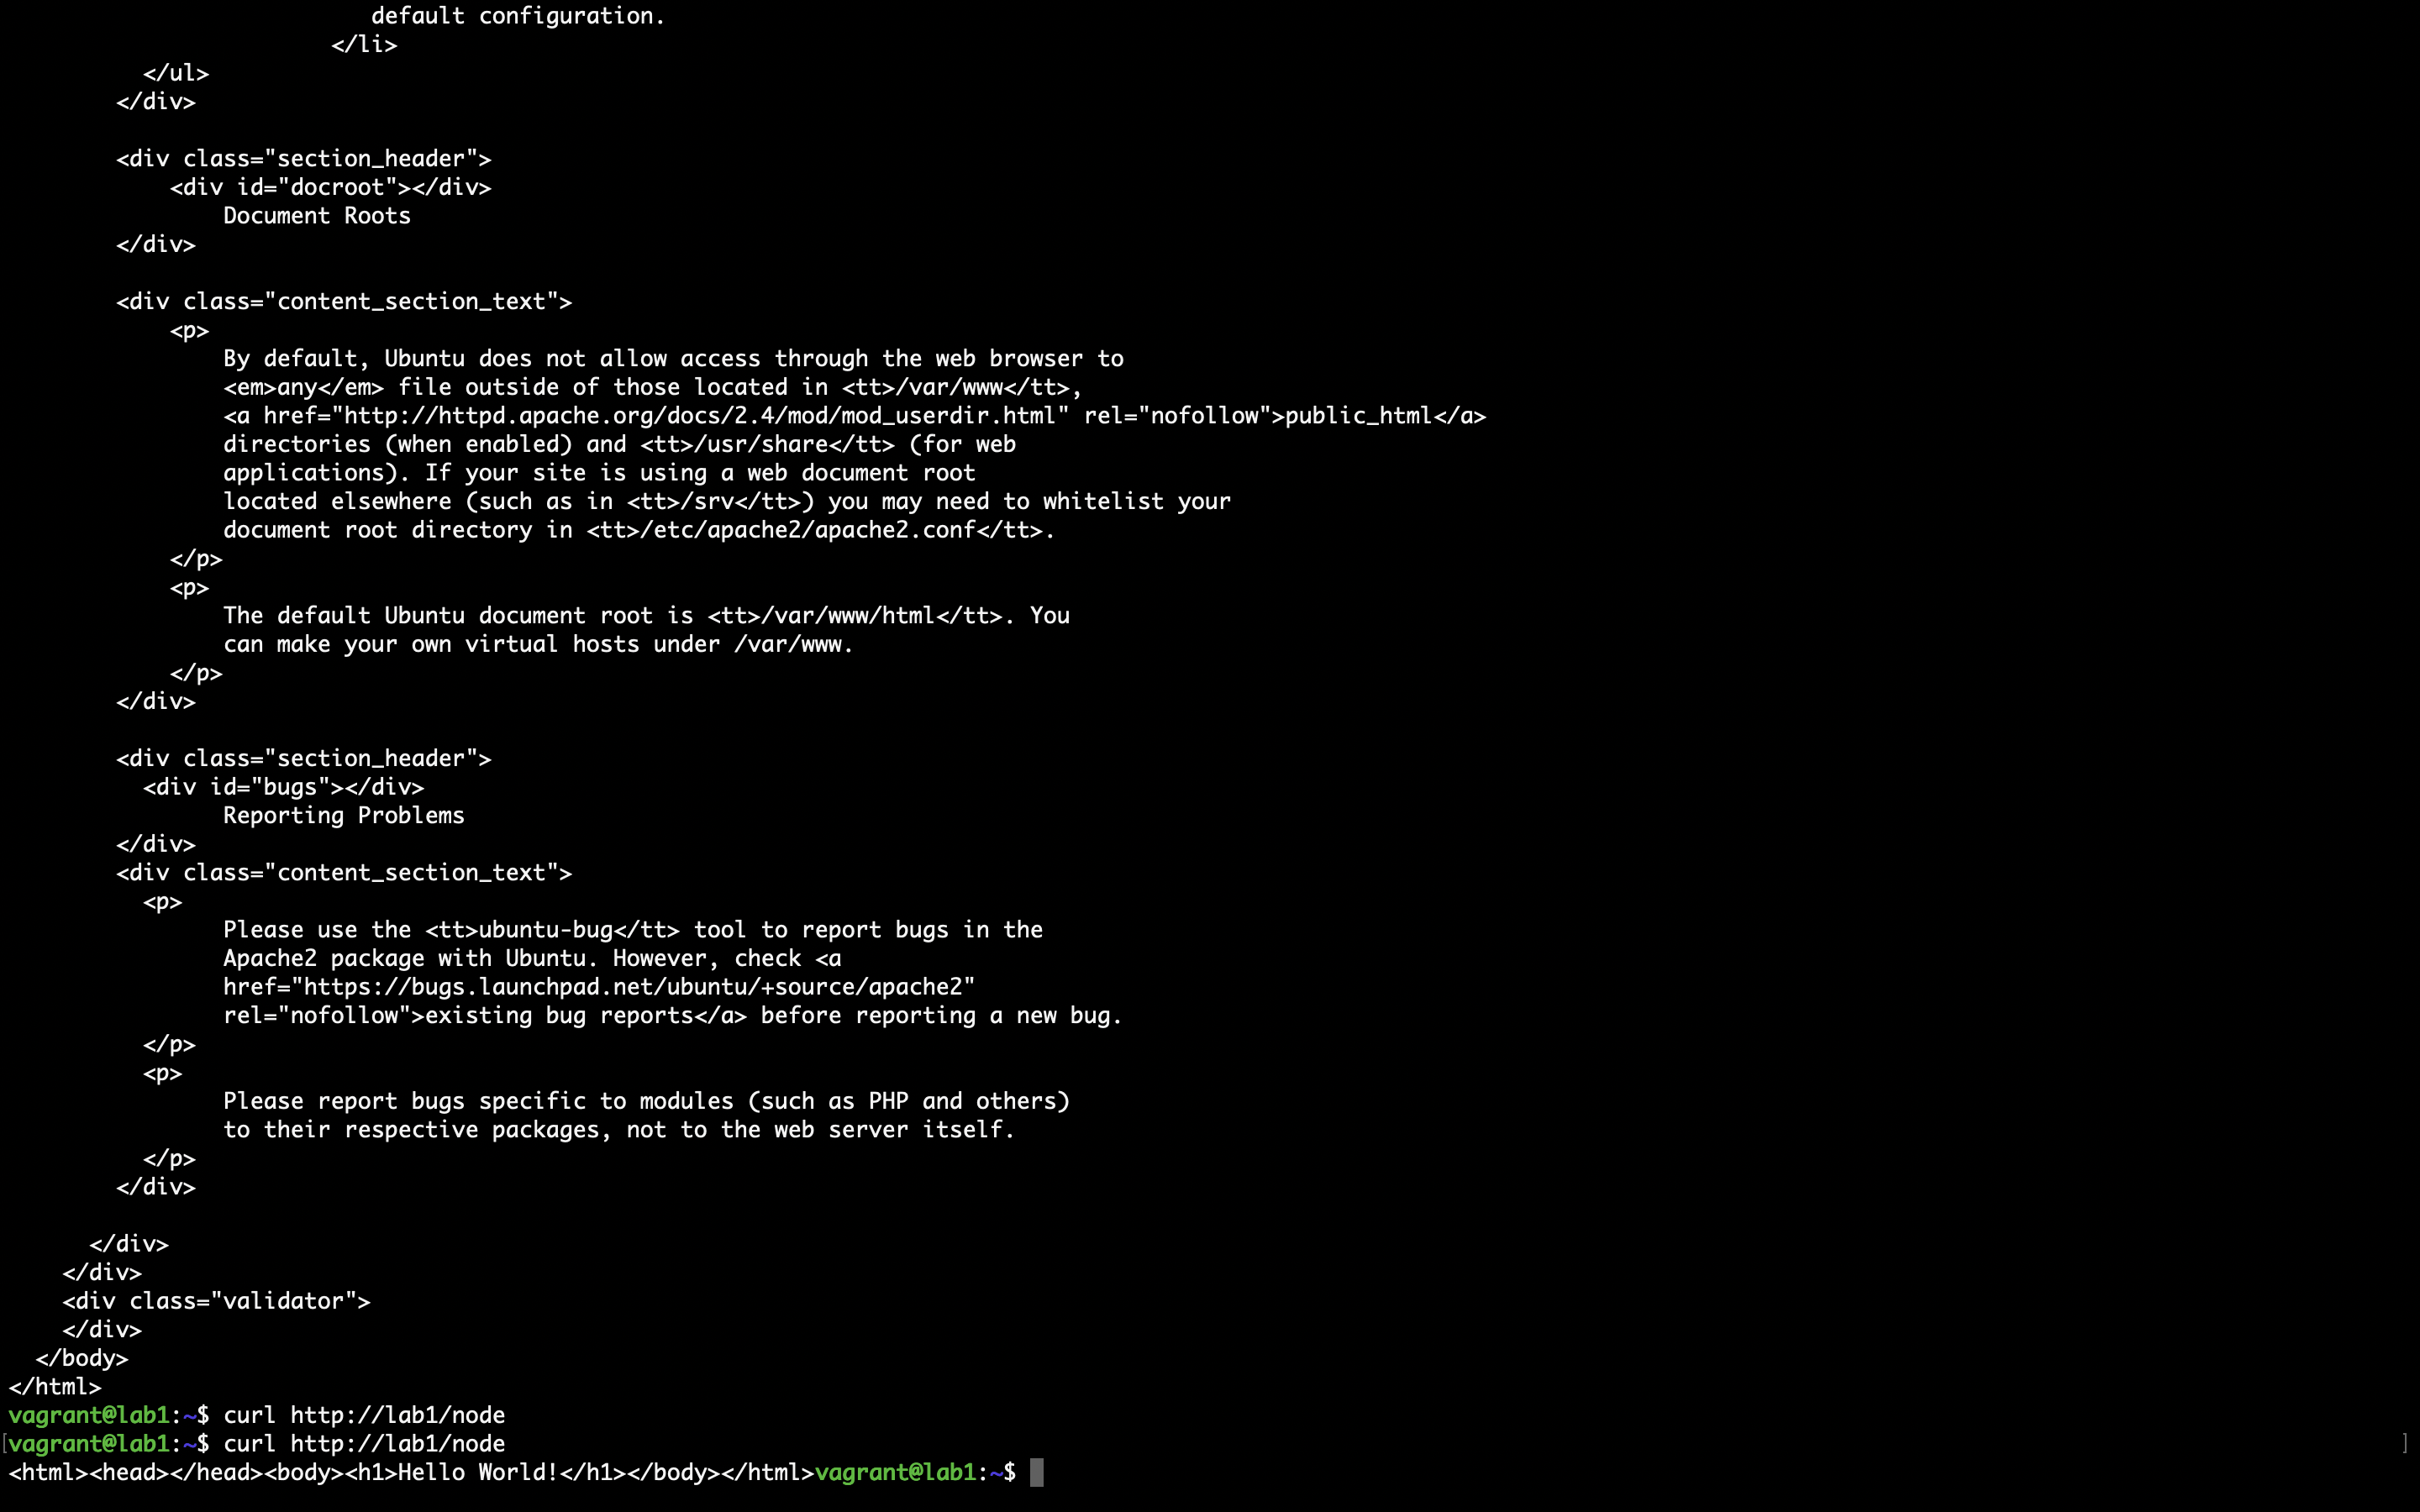 default configuration.
</li>
</ul>
</div>
<div class="section_header">
<div id="docroot"></div>
Document Roots
</div>
<div class="content_section_text">
<p>
By default, Ubuntu does not allow access through the web browser to
<em>any</em> file outside of those located in <tt>/var/www</tt>,
<a href="http://httpd.apache.org/docs/2.4/mod/mod_userdir.html" rel="nofollow">public_html</a>
directories (when enabled) and <tt>/usr/share</tt> (for web
applications). If your site is using a web document root
located elsewhere (such as in <tt>/srv</tt>) you may need to whitelist your
document root directory in <tt>/etc/apache2/apache2.conf</tt>.
</p>
<p>
The default Ubuntu document root is <tt>/var/www/html</tt>. You
can make your own virtual hosts under /var/www.
</p>
</div>
<div class="section_header">
<div id="bugs"></div>
Reporting Problems
</div>
<div class="content_section_text">
<p>
Please use the <tt>ubuntu-bug</tt> tool to report bugs in the
Apache2 package with Ubuntu. However, check <a
href="https://bugs.launchpad.net/ubuntu/+source/apache2"
rel="nofollow">existing bug reports</a> before reporting a new bug.
</p>
<p>
Please report bugs specific to modules (such as PHP and others)
to their respective packages, not to the web server itself.
</p>
</div>
</div>
</div>
<div class="validator">
</div>
</body>
</html>
vagrant@lab1:~$ curl http://lab1/node
[vagrant@lab1:~$ curl http://lab1/node ]
<html><head></head><body><h1>Hello World!</h1></body></html>vagrant@lab1:~$